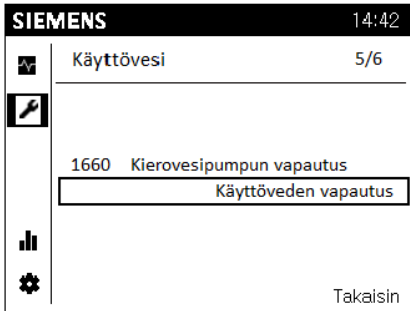 SIEMENS 14:42
Käyttövesi 5/6
1660 Kierovesipumpun vapautus
Käyttöveden vapautus
Takaisin